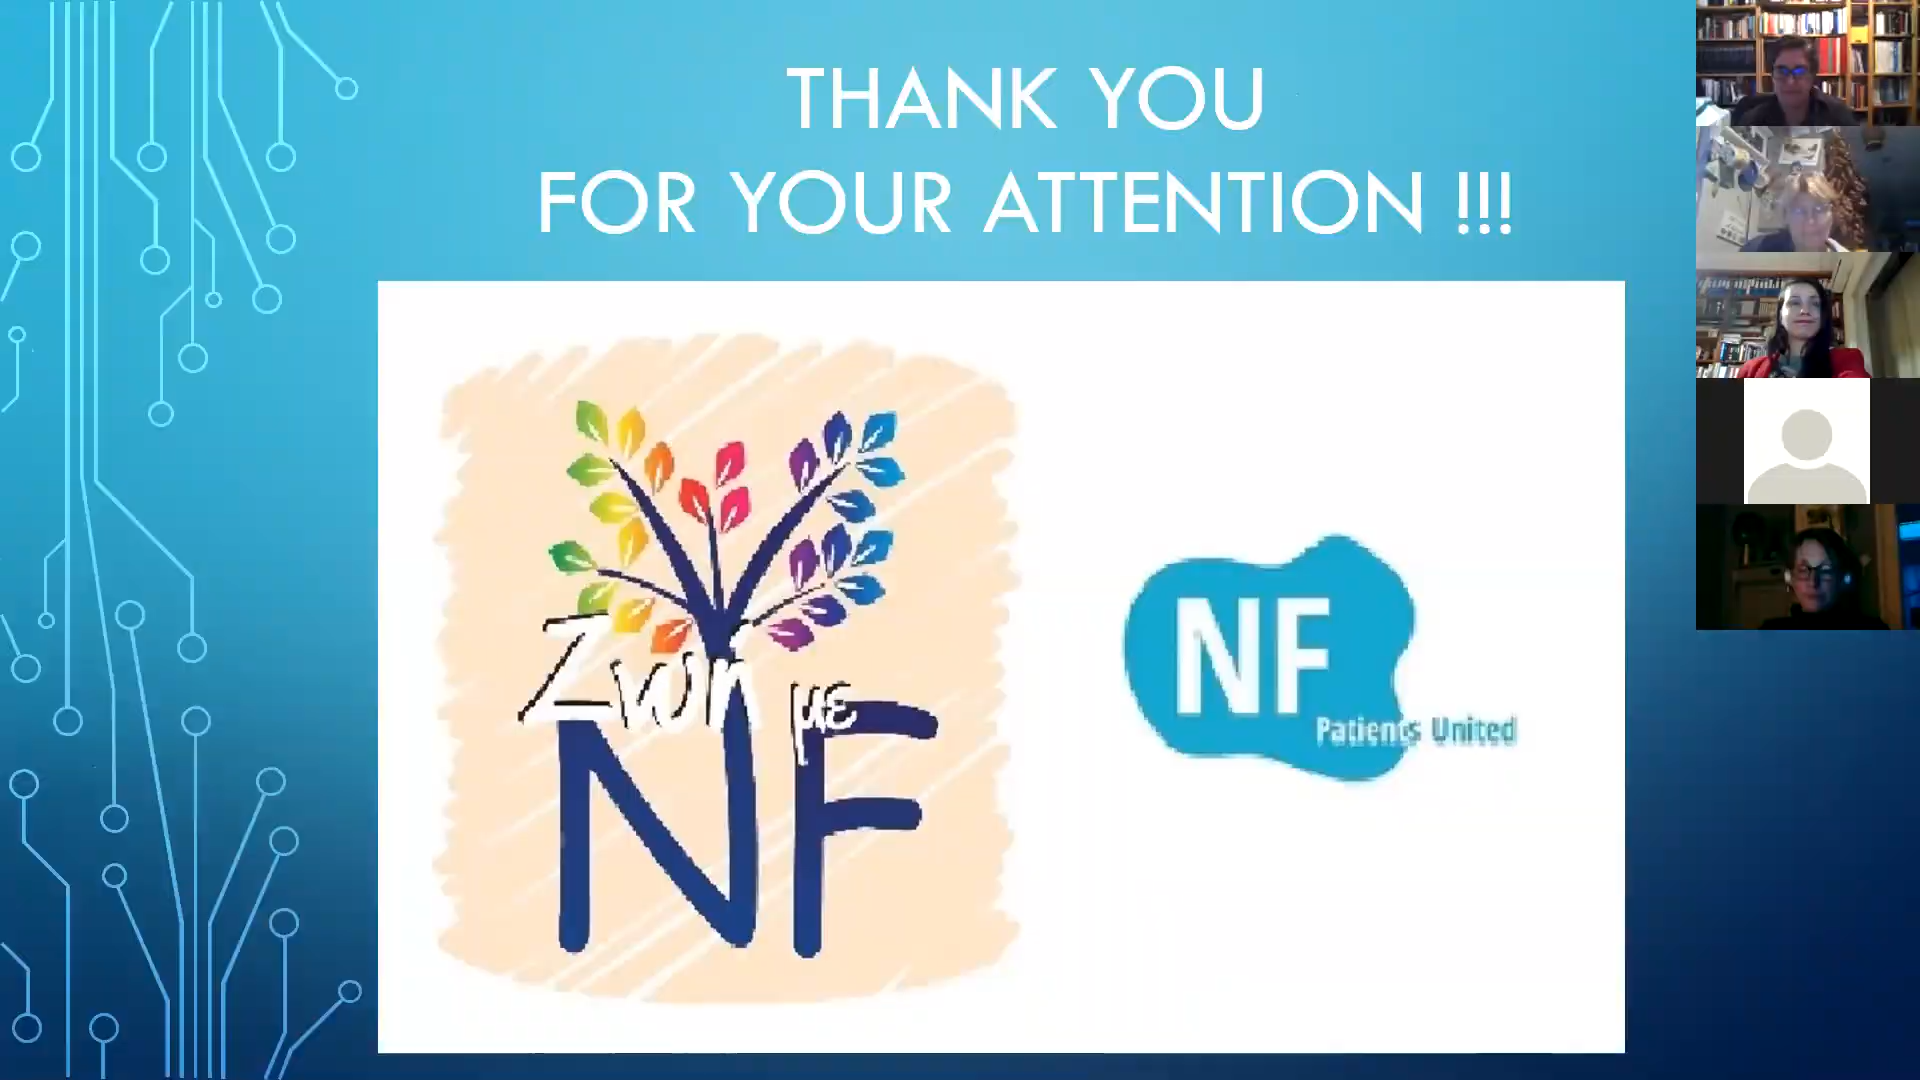 THANK YOU
FOR YOUR ATTENTION !!!
Ζωή με
NF
NF
Patients United